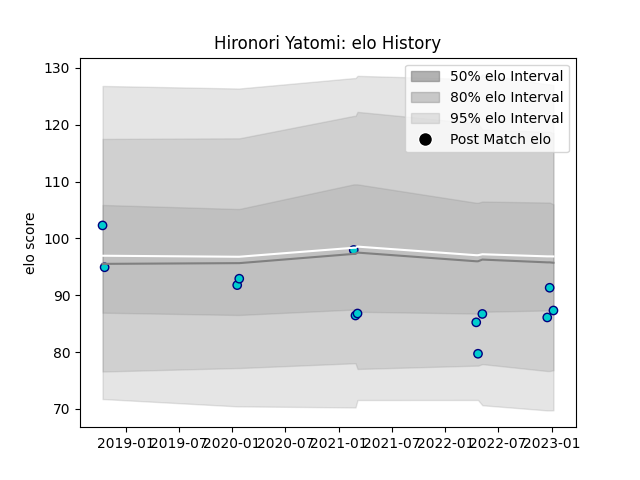 Hironori Yatomi: elo History
130
120
110
100
90
80
70
elo score
50% elo Interval
80% elo Interval
95% elo Interval
Post Match elo
2019-01
2019-07
2020-01
2020-07
2021-01
2021-07
2022-01
2022-07
2023-01